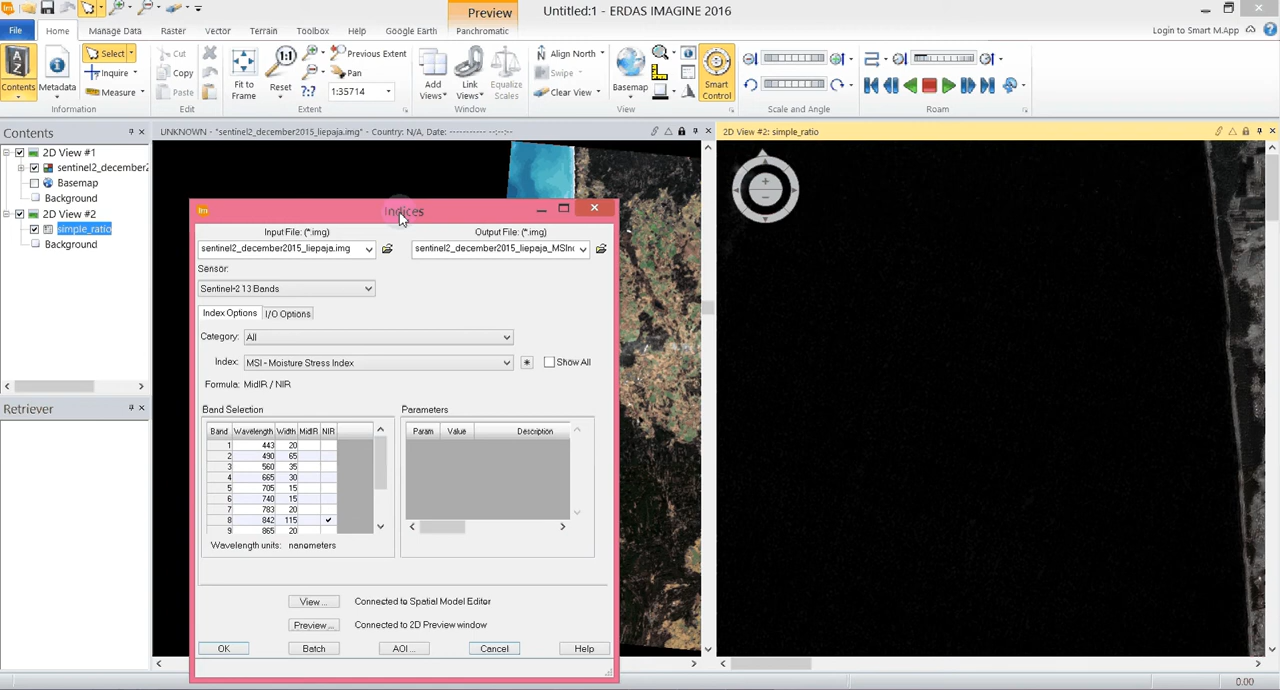 Preview
Untitled:1 - ERDAS IMAGINE 2016
File
Home
Manage Data
Raster
Vector
Terrain
Toolbox
Help
Google Earth
Panchromatic
Login to Smart M.App
Contents
Metadata
Select
Inquire
Measure
Information
Cut
Copy
Paste
Edit
Fit to
Frame
1:1
Reset
?:?
Previous Extent
Pan
1:35714
Extent
Add
Views
Link
Views
Equalize
Scales
Window
Align North
Swipe
Clear View
Basemap
View
Smart
Control
Scale and Angle
Roam
Contents
2D View #1
sentinel2_december2
Basemap
Background
2D View #2
simple_ratio
Background
Retriever
UNKNOWN - "sentinel2_december2015_liepaja.img" - Country: N/A, Date: ----------- --:--:--
2D View #2: simple_ratio
Im
Indices
Input File: (*.img)
Output File: (*.img)
sentinel2_december2015_liepaja.img
sentinel2_december2015_liepaja_MSInc
Sensor:
Sentinel-2 13 Bands
Index Options
I/O Options
Category:
All
Index:
MSI - Moisture Stress Index
Show All
Formula: MidIR / NIR
Band Selection
Parameters
Band Wavelength Width MidIR NIR
1 443 20
2 490 65
3 560 35
4 665 30
5 705 15
6 740 15
7 783 20
8 842 115 ✔
9 865 20
Param Value Description
Wavelength units: nanometers
View ...
Connected to Spatial Model Editor
Preview...
Connected to 2D Preview window
OK
Batch
AOI ...
Cancel
Help
0.00